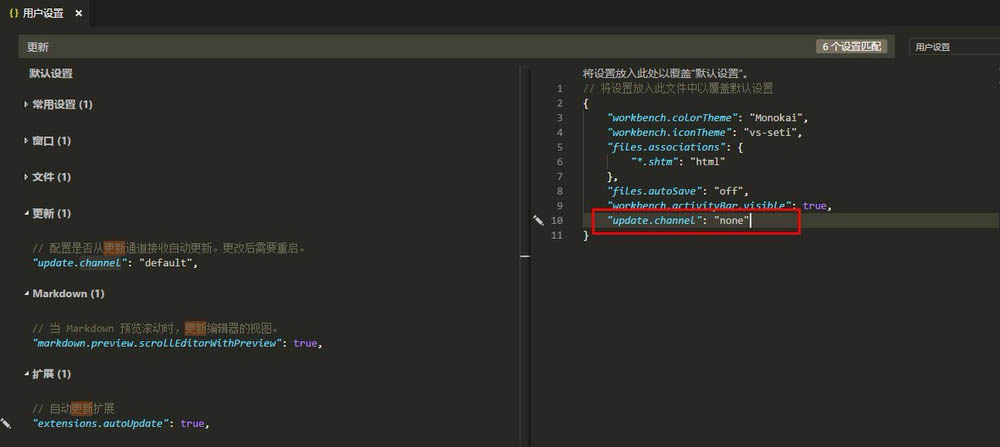 {} 用户设置 ×
更新
6 个设置匹配
用户设置
默认设置
常用设置 (1)
窗口 (1)
文件 (1)
更新 (1)
// 配置是否从更新通道接收自动更新。更改后需要重启。
"update.channel": "default",
Markdown (1)
// 当 Markdown 预览滚动时，更新编辑器的视图。
"markdown.preview.scrollEditorWithPreview": true,
扩展 (1)
// 自动更新扩展
"extensions.autoUpdate": true,
将设置放入此处以覆盖"默认设置"。
1 // 将设置放入此文件中以覆盖默认设置
2 {
3 "workbench.colorTheme": "Monokai",
4 "workbench.iconTheme": "vs-seti",
5 "files.associations": {
6 "*.shtm": "html"
7 },
8 "files.autoSave": "off",
9 "workbench.activityBar.visible": true,
10 "update.channel": "none"
11 }